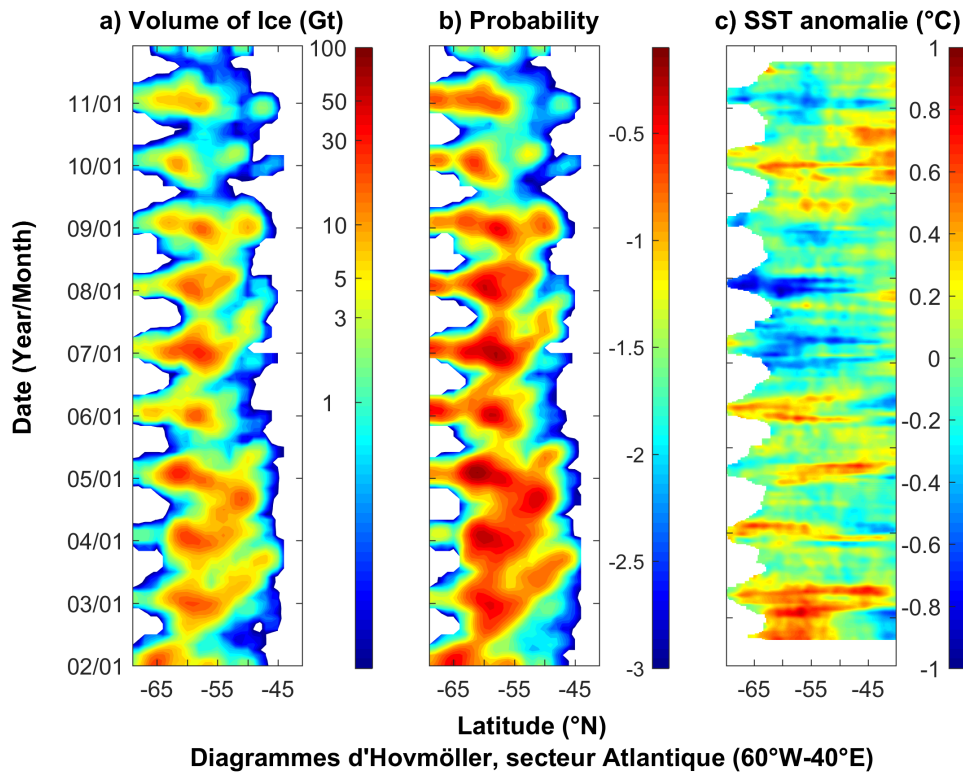 a) Volume of Ice (Gt) b) Probability c) SST anomalie (°C)
100 50 30 10 5 3 1
-0.5 -1 -1.5 -2 -2.5 -3
1 0.8 0.6 0.4 0.2 0 -0.2 -0.4 -0.6 -0.8 -1
Date (Year/Month)
11/01
10/01
09/01
08/01
07/01
06/01
05/01
04/01
03/01
02/01
-65 -55 -45 -65 -55 -45 -65 -55 -45
Latitude (°N)
Diagrammes d'Hovmöller, secteur Atlantique (60°W-40°E)